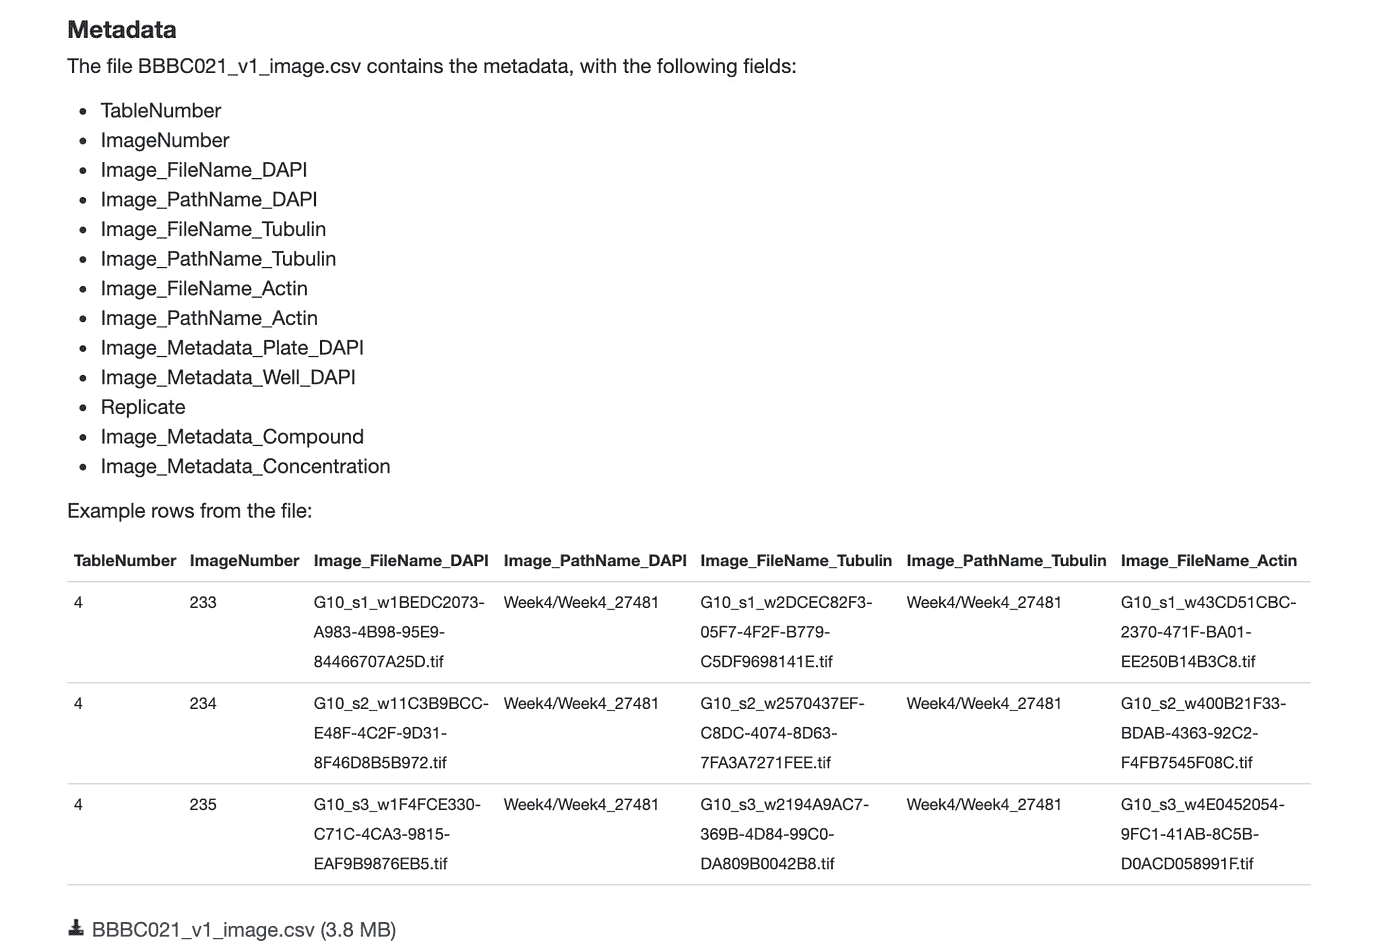 Metadata
The file BBBC021_v1_image.csv contains the metadata, with the following fields:
• TableNumber
• ImageNumber
• Image_FileName_DAPI
• Image_PathName_DAPI
• Image_FileName_Tubulin
• Image_PathName_Tubulin
• Image_FileName_Actin
• Image_PathName_Actin
• Image_Metadata_Plate_DAPI
• Image_Metadata_Well_DAPI
• Replicate
• Image_Metadata_Compound
• Image_Metadata_Concentration
Example rows from the file:
TableNumber ImageNumber Image_FileName_DAPI Image_PathName_DAPI Image_FileName_Tubulin Image_PathName_Tubulin Image_FileName_Actin
4 233 G10_s1_w1BEDC2073- Week4/Week4_27481 G10_s1_w2DCEC82F3- Week4/Week4_27481 G10_s1_w43CD51CBC-
A983-4B98-95E9- 05F7-4F2F-B779- 2370-471F-BA01-
84466707A25D.tif C5DF9698141E.tif EE250B14B3C8.tif
4 234 G10_s2_w11C3B9BCC- Week4/Week4_27481 G10_s2_w2570437EF- Week4/Week4_27481 G10_s2_w400B21F33-
E48F-4C2F-9D31- C8DC-4074-8D63- BDAB-4363-92C2-
8F46D8B5B972.tif 7FA3A7271FEE.tif F4FB7545F08C.tif
4 235 G10_s3_w1F4FCE330- Week4/Week4_27481 G10_s3_w2194A9AC7- Week4/Week4_27481 G10_s3_w4E0452054-
C71C-4CA3-9815- 369B-4D84-99C0- 9FC1-41AB-8C5B-
EAF9B9876EB5.tif DA809B0042B8.tif D0ACD058991F.tif
BBBC021_v1_image.csv (3.8 MB)